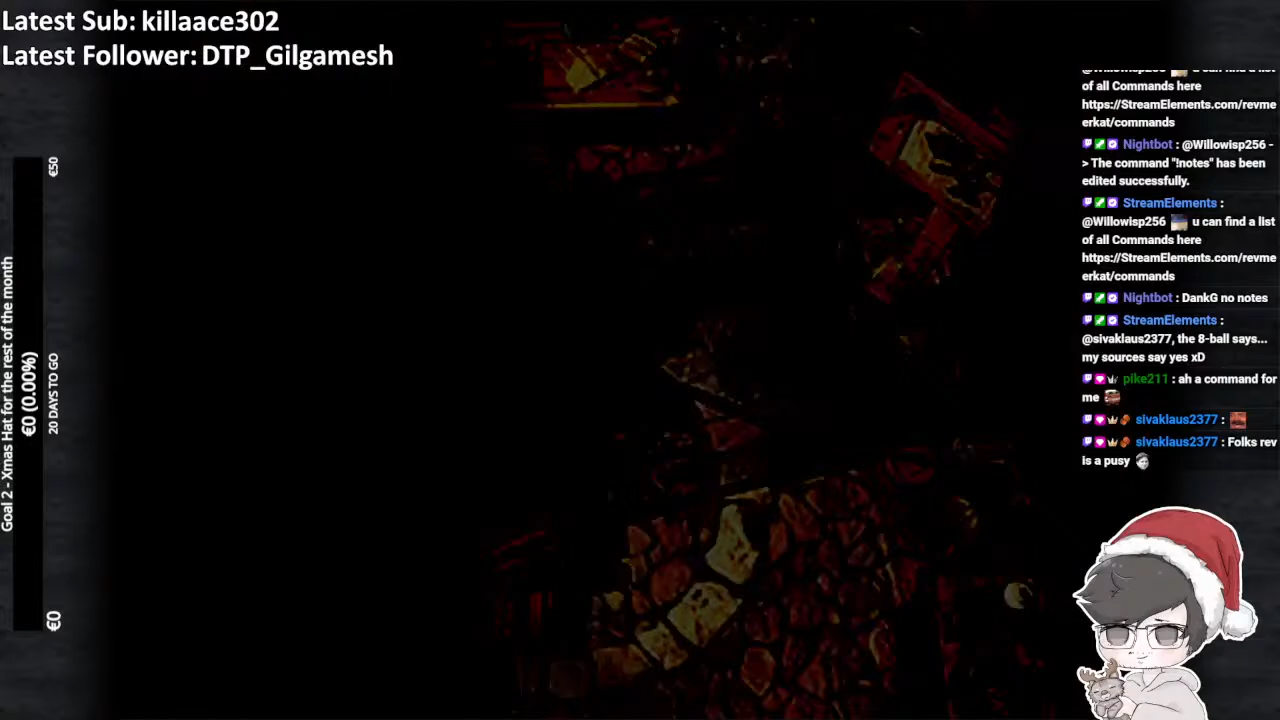 Latest Sub: killaace302
Latest Follower: DTP_Gilgamesh
Goal 2 - Xmas Hat for the rest of the month
€0 (0.00%)
20 DAYS TO GO
€50
€0
of all Commands here
https://StreamElements.com/revme
erkat/commands
Nightbot : @Willowisp256 -
> The command "!notes" has been
edited successfully.
StreamElements :
@Willowisp256 u can find a list
of all Commands here
https://StreamElements.com/revme
erkat/commands
Nightbot : DankG no notes
StreamElements :
@sivaklaus2377, the 8-ball says...
my sources say yes xD
pike211 : ah a command for
me
sivaklaus2377 :
sivaklaus2377 : Folks rev
is a pusy